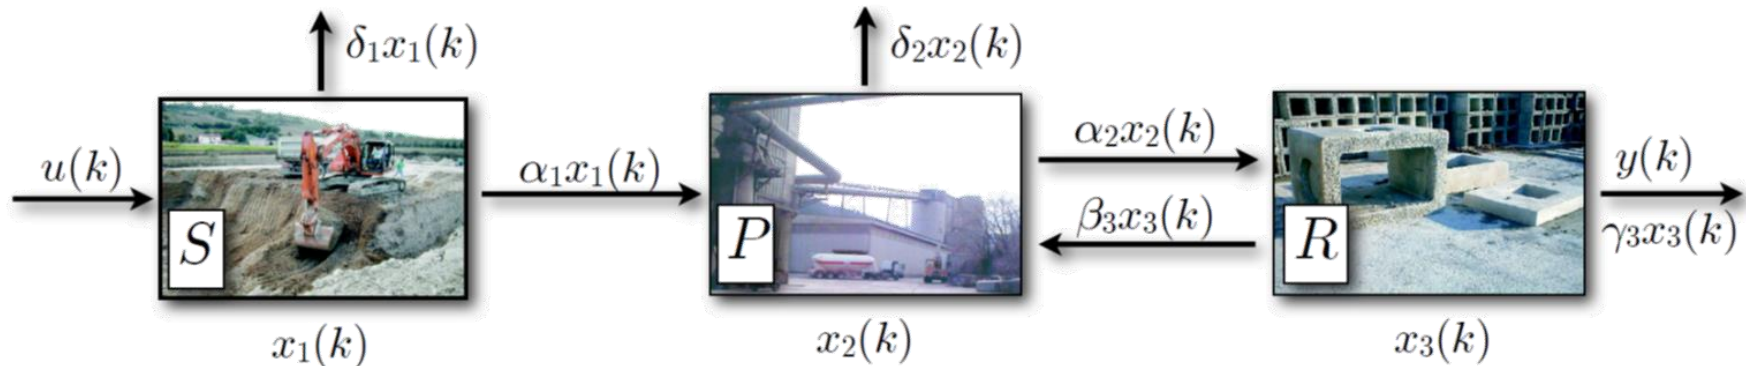 δ₁x₁(k)
δ₂x₂(k)
u(k)
S
α₁x₁(k)
P
α₂x₂(k)
β₃x₃(k)
R
y(k)
γ₃x₃(k)
x₁(k)
x₂(k)
x₃(k)